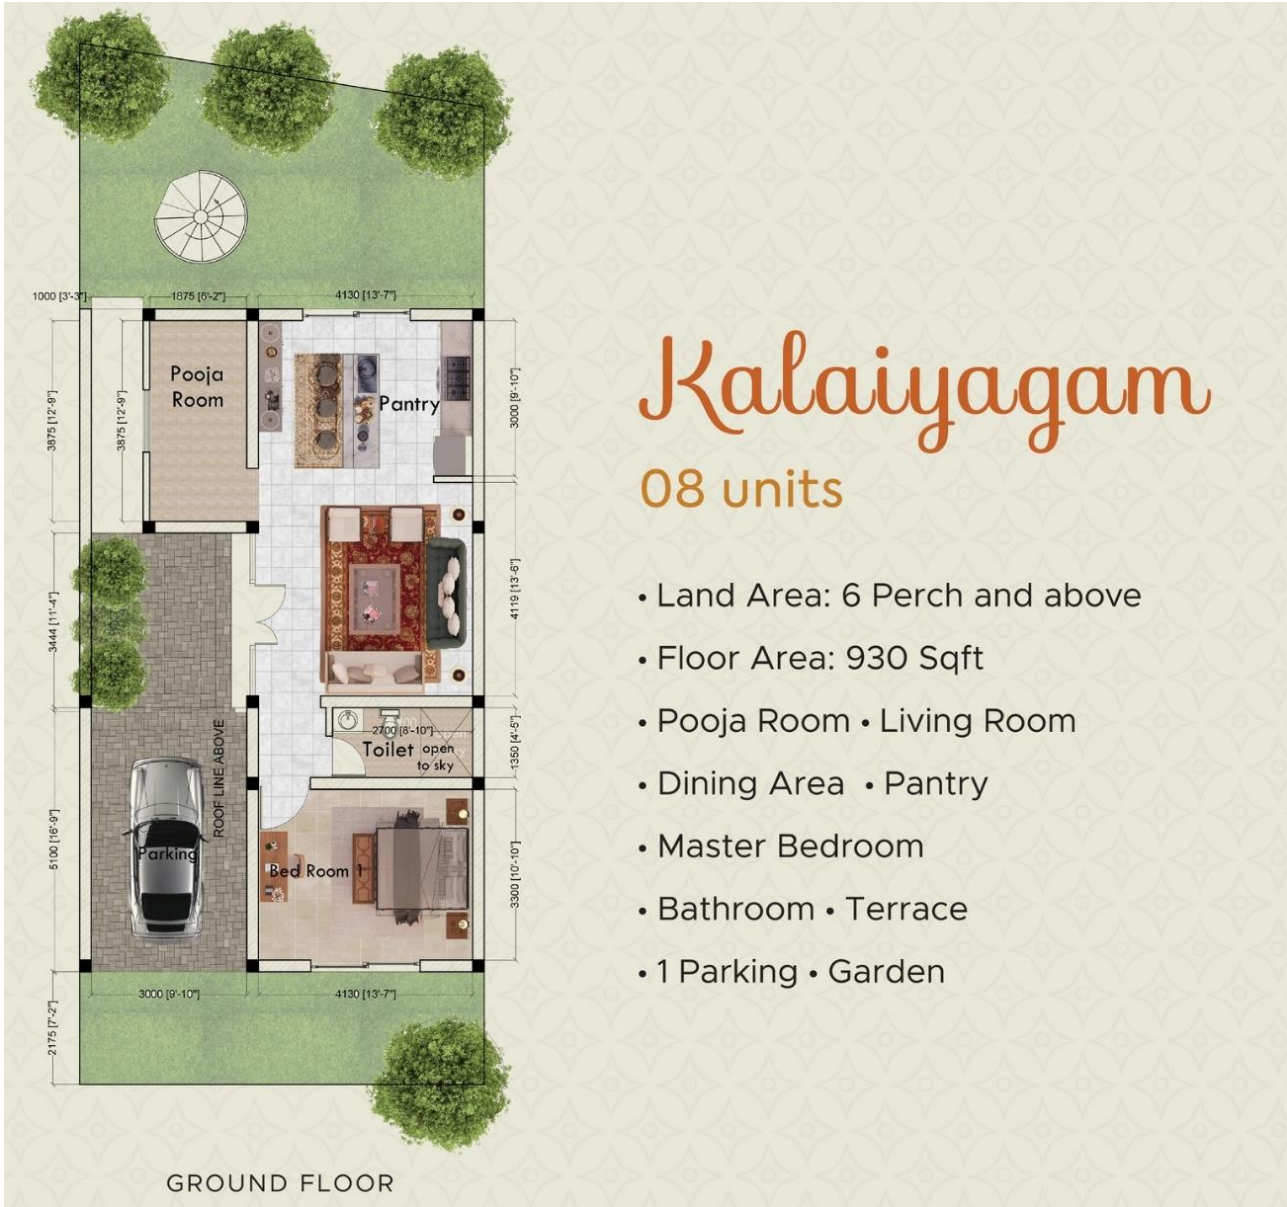 1000 [3'-3"]
1875 [6'-2"]
4130 [13'-7"]
Pooja
Room
Pantry
3875 [12'-9"]
3875 [12'-9"]
3000 [9'-10"]
Kalaiyagam
08 units
3444 [11'-4"]
4119 [13'-6"]
• Land Area: 6 Perch and above
• Floor Area: 930 Sqft
• Pooja Room • Living Room
• Dining Area • Pantry
• Master Bedroom
• Bathroom • Terrace
• 1 Parking • Garden
2700 [8'-10"]
Toilet open
to sky
1350 [4'-5"]
ROOF LINE ABOVE
5100 [16'-9"]
Parking
Bed Room 1
3300 [10'-10"]
3000 [9'-10"]
4130 [13'-7"]
2175 [7'-2"]
GROUND FLOOR